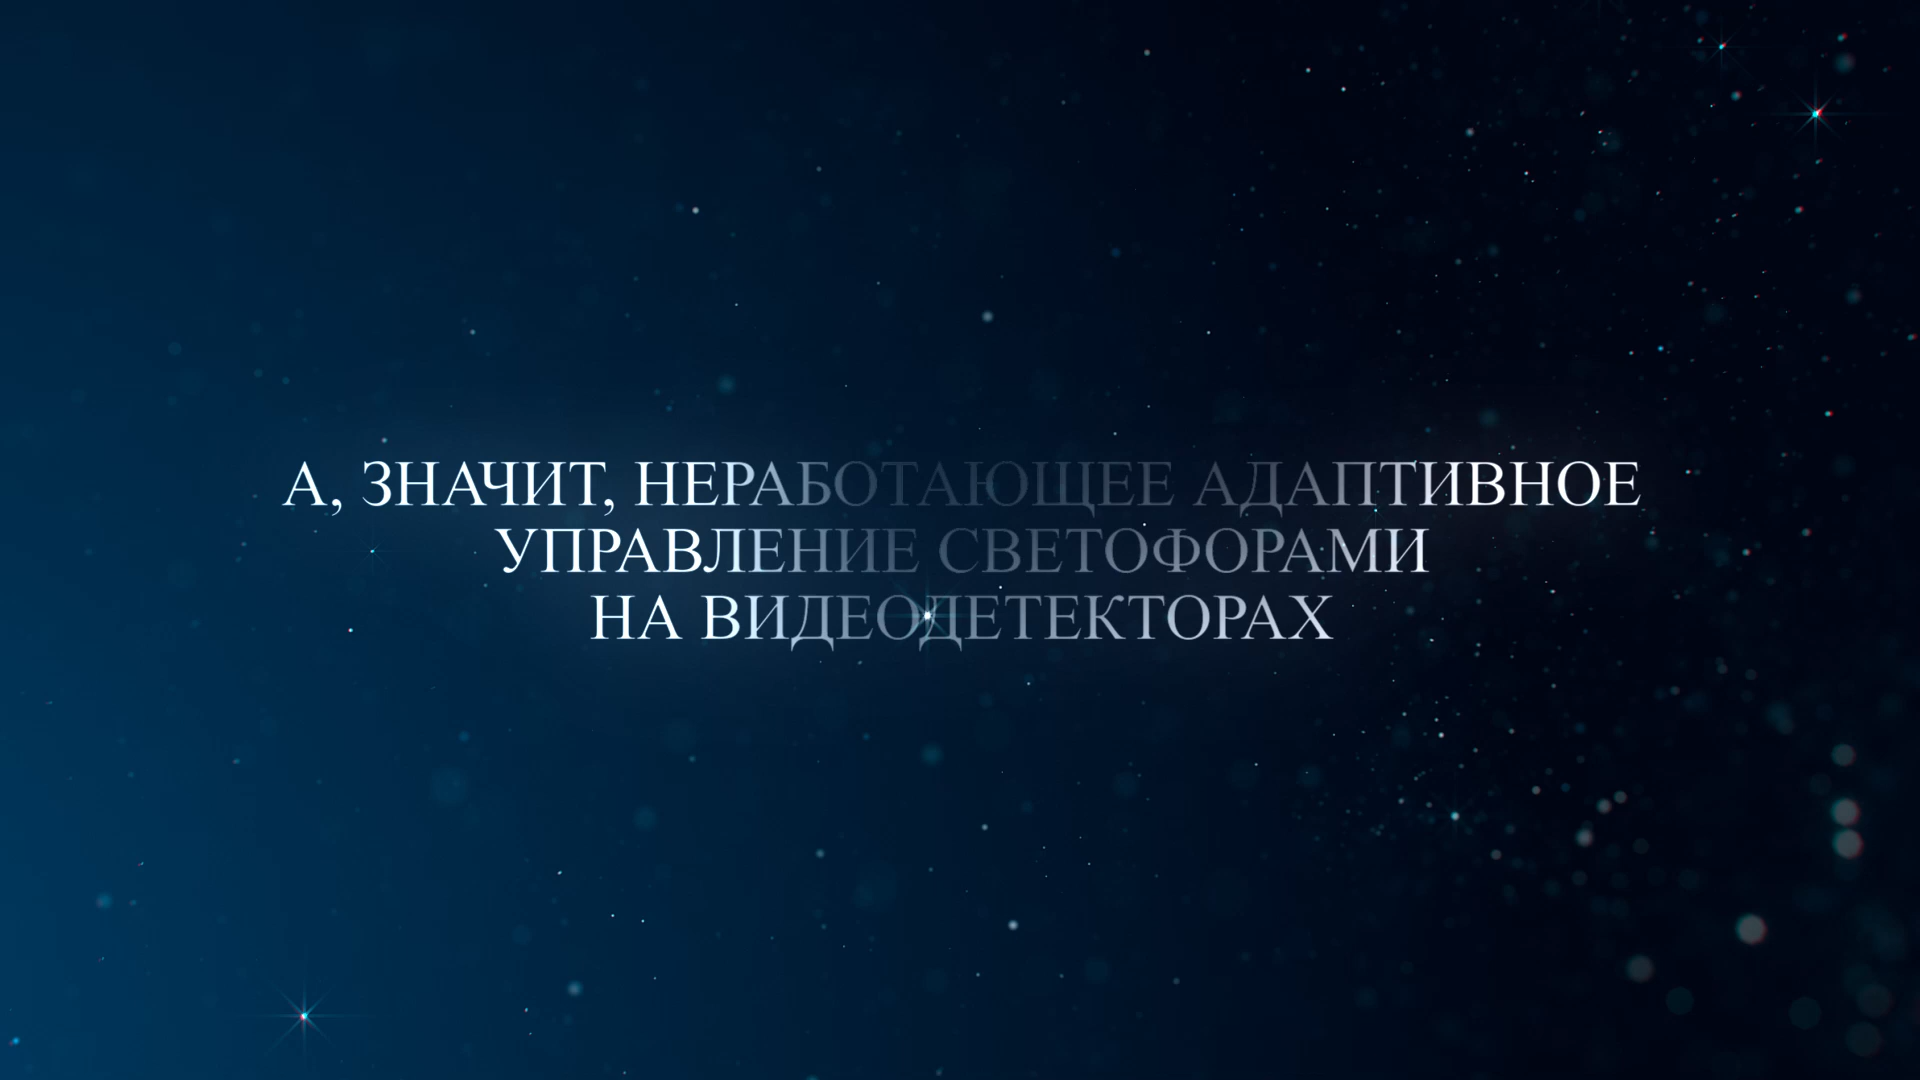 А, ЗНАЧИТ, НЕРАБОТАЮЩЕЕ АДАПТИВНОЕ
УПРАВЛЕНИЕ СВЕТОФОРАМИ
НА ВИДЕОДЕТЕКТОРАХ